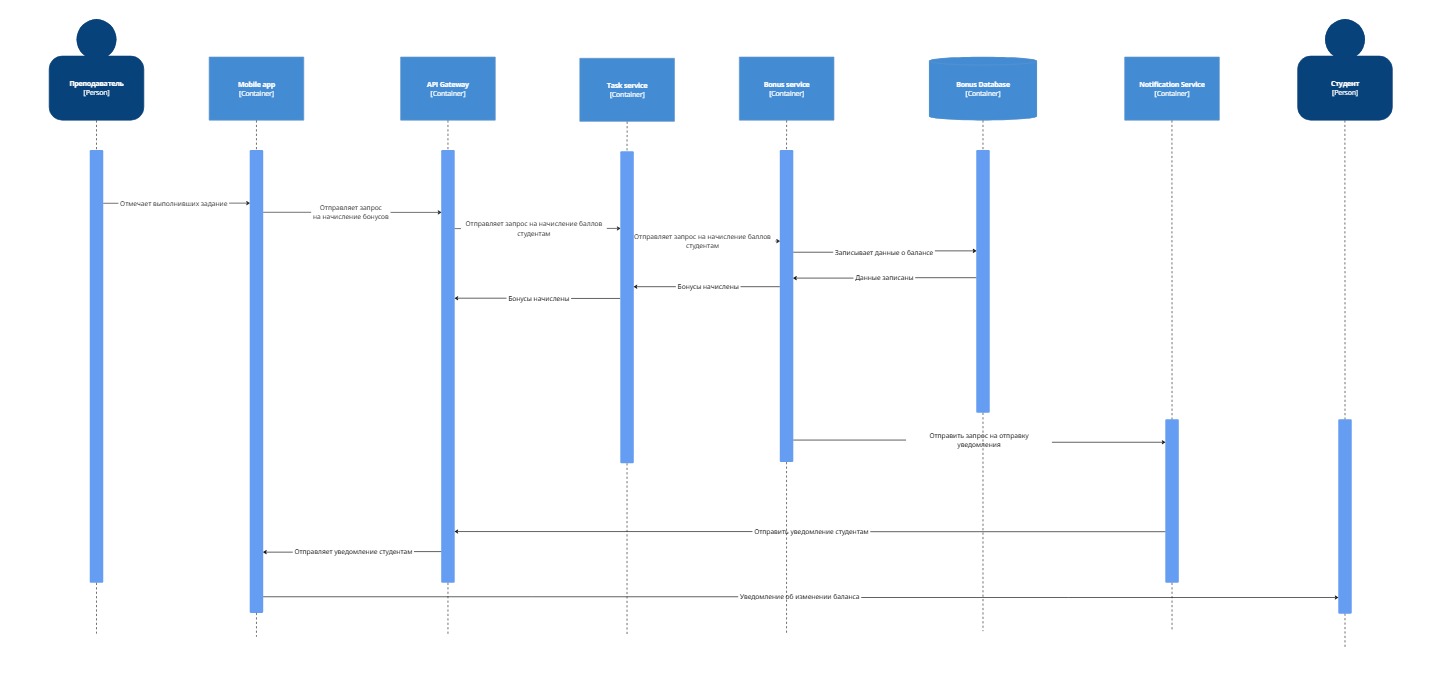 Преподаватель
[Person]
Mobile app
[Container]
API Gateway
[Container]
Task service
[Container]
Bonus service
[Container]
Bonus Database
[Container]
Notification Service
[Container]
Студент
[Person]
Отмечает выполнивших задание
Отправляет запрос
на начисление бонусов
Отправляет запрос на начисление баллов
студентам
Отправляет запрос на начисление баллов
студентам
Записывает данные о балансе
Данные записаны
Бонусы начислены
Бонусы начислены
Отправить запрос на отправку
уведомления
Отправить уведомление студентам
Отправляет уведомление студентам
Уведомление об изменении баланса